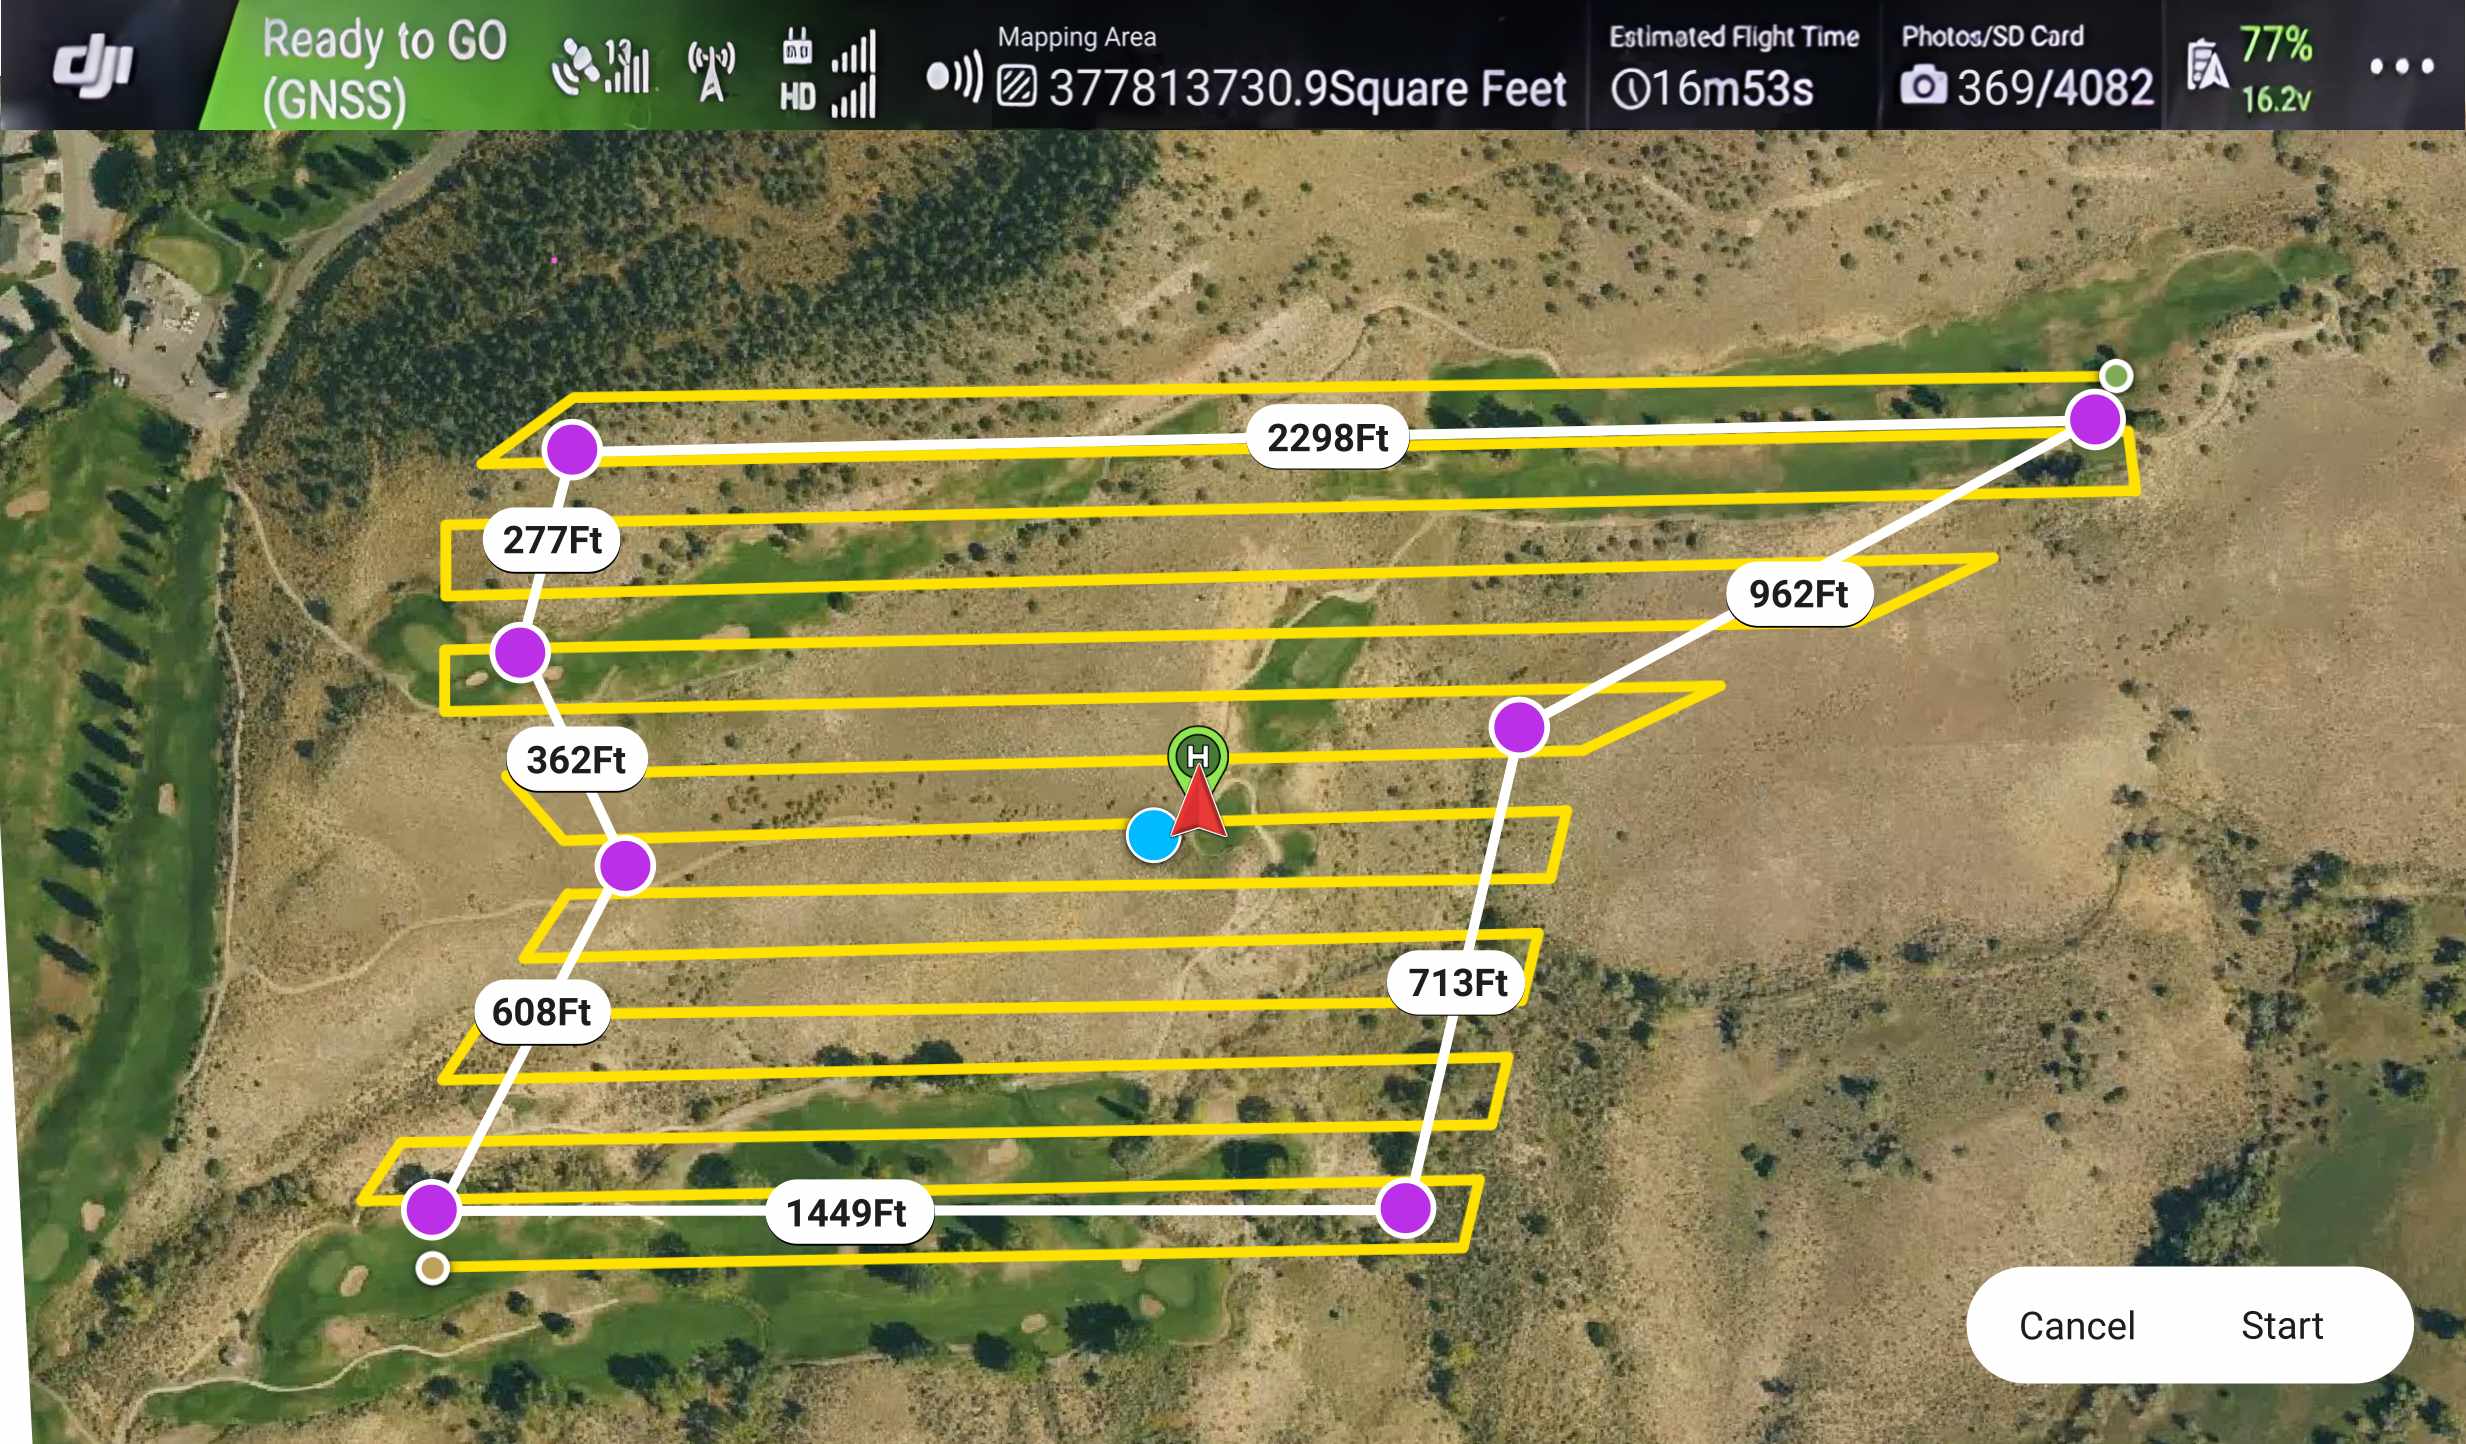 dji
Ready to GO
(GNSS)
13
HD
Mapping Area
377813730.9Square Feet
Estimated Flight Time
16m53s
Photos/SD Card
369/4082
77%
16.2v
2298Ft
277Ft
962Ft
362Ft
H
713Ft
608Ft
1449Ft
Cancel
Start